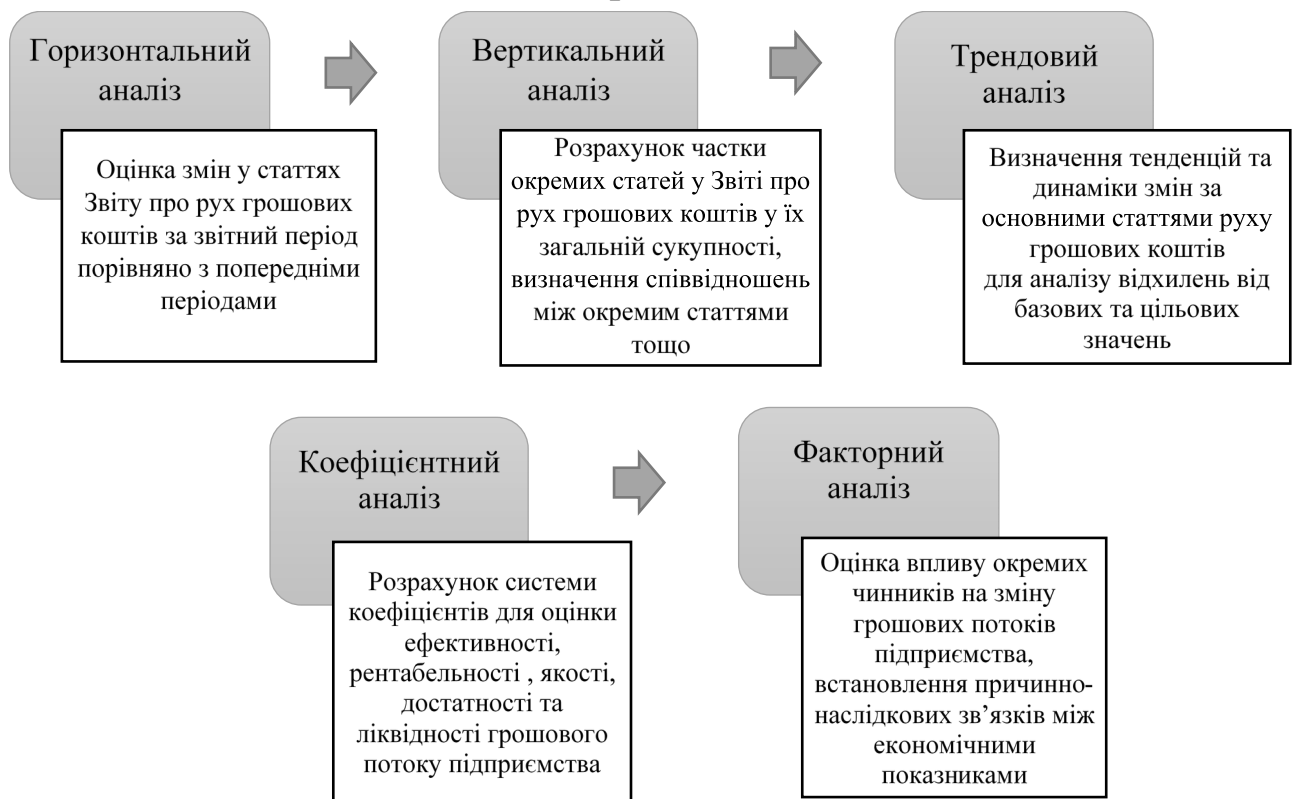 Горизонтальний
аналіз
Оцінка змін у статтях
Звіту про рух грошових
коштів за звітний період
порівняно з попередніми
періодами
Вертикальний
аналіз
Розрахунок частки
окремих статей у Звіті про
рух грошових коштів у їх
загальній сукупності,
визначення співвідношень
між окремим статтями
тощо
Трендовий
аналіз
Визначення тенденцій та
динаміки змін за
основними статтями руху
грошових коштів
для аналізу відхилень від
базових та цільових
значень
Коефіцієнтний
аналіз
Розрахунок системи
коефіцієнтів для оцінки
ефективності,
рентабельності , якості,
достатності та
ліквідності грошового
потоку підприємства
Факторний
аналіз
Оцінка впливу окремих
чинників на зміну
грошових потоків
підприємства,
встановлення причинно-
наслідкових зв’язків між
економічними
показниками